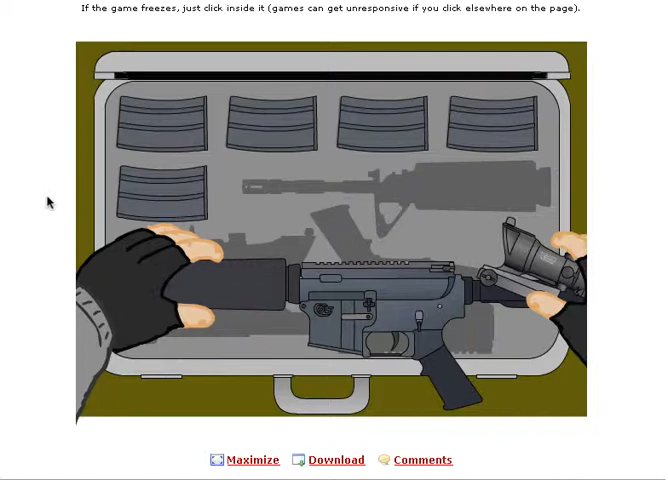 If the game freezes, just click inside it (games can get unresponsive if you click elsewhere on the page).
Maximize Download Comments